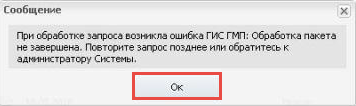 Сообщение
При обработке запроса возникла ошибка ГИС ГМП: Обработка пакета
не завершена. Повторите запрос позднее или обратитесь к
администратору Системы.
Ок